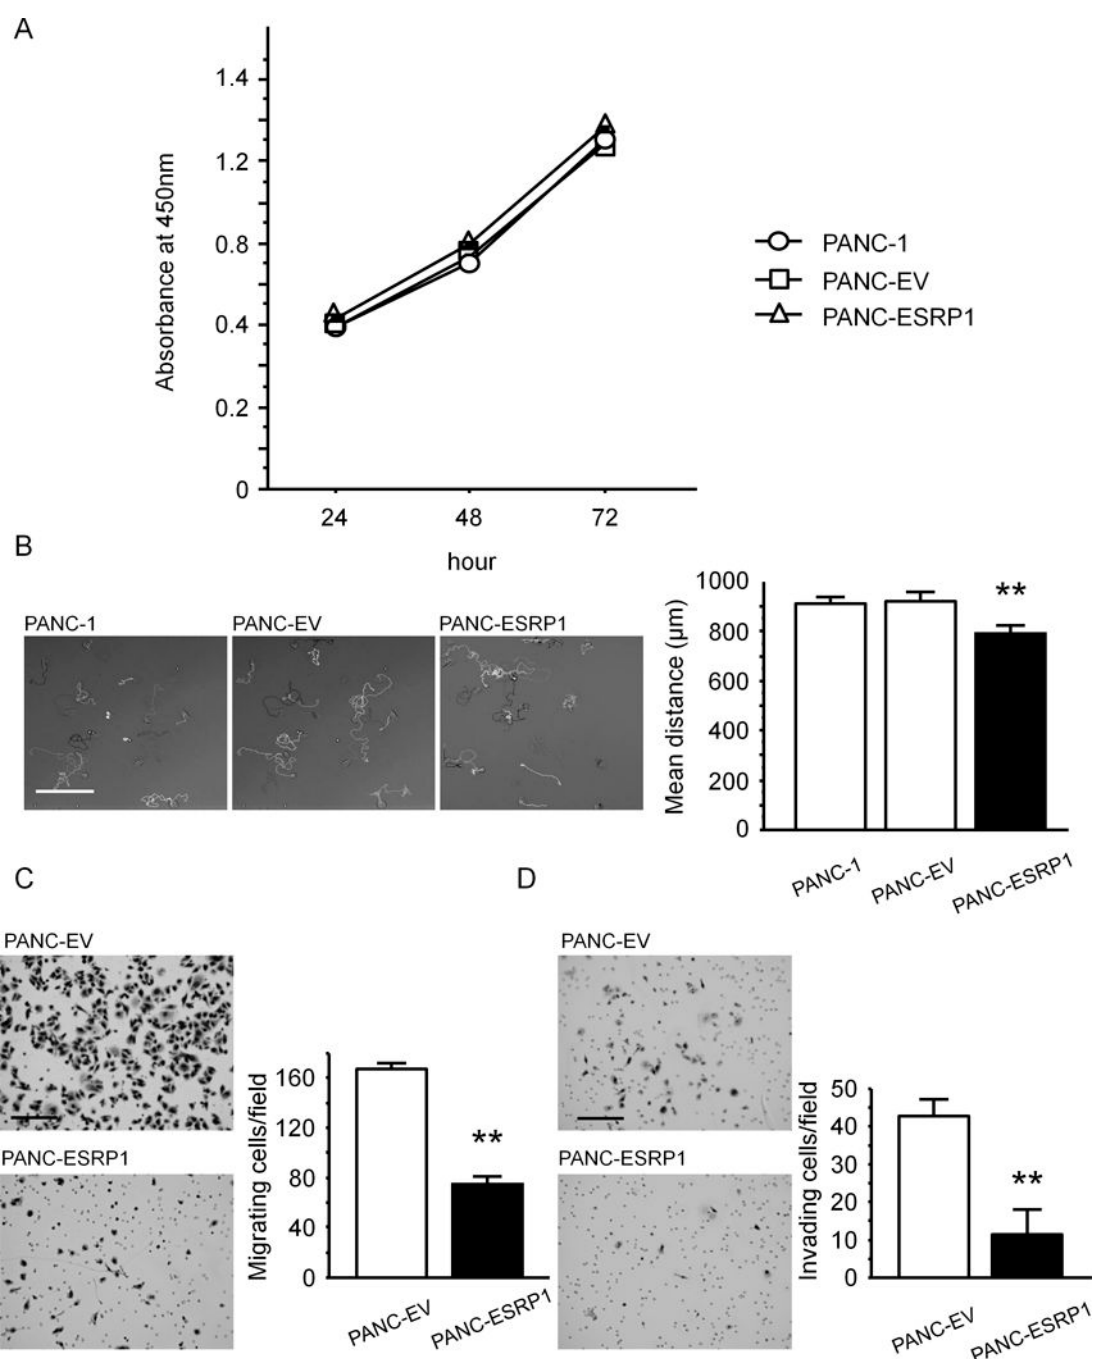 A
Absorbance at 450nm
1.4
1.2
0.8
0.4
0.2
0
24 48 72
hour
PANC-1
PANC-EV
PANC-ESRP1
B
PANC-1 PANC-EV PANC-ESRP1
Mean distance (µm)
1000
800
600
400
200
0
**
PANC-1 PANC-EV PANC-ESRP1
C
PANC-EV
PANC-ESRP1
Migrating cells/field
160
120
80
40
0
**
PANC-EV PANC-ESRP1
D
PANC-EV
PANC-ESRP1
Invading cells/field
50
40
30
20
10
0
**
PANC-EV PANC-ESRP1